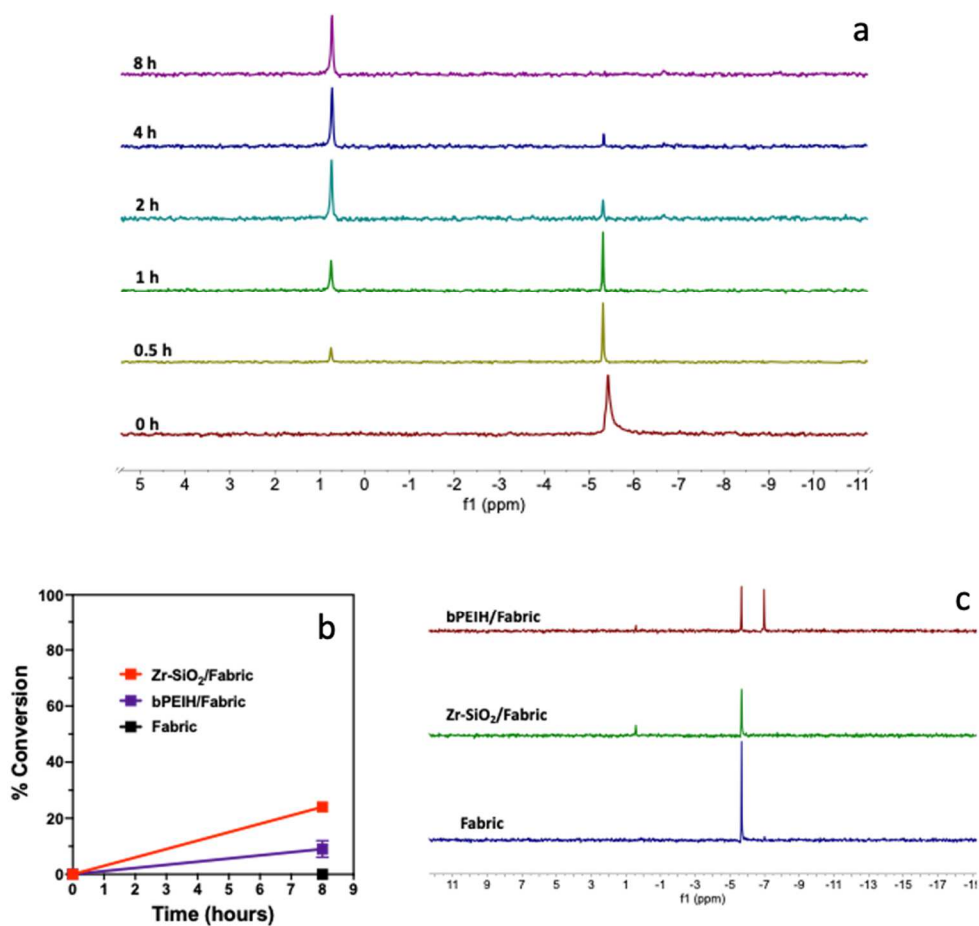 a
8 h
4 h
2 h
1 h
0.5 h
0 h
5 4 3 2 1 0 -1 -2 -3 -4 -5 -6 -7 -8 -9 -10 -11
f1 (ppm)
b
100
80
60
40
20
0
% Conversion
Zr-SiO₂/Fabric
bPEIH/Fabric
Fabric
0 1 2 3 4 5 6 7 8 9
Time (hours)
c
bPEIH/Fabric
Zr-SiO₂/Fabric
Fabric
11 9 7 5 3 1 -1 -3 -5 -7 -9 -11 -13 -15 -17
f1 (ppm)